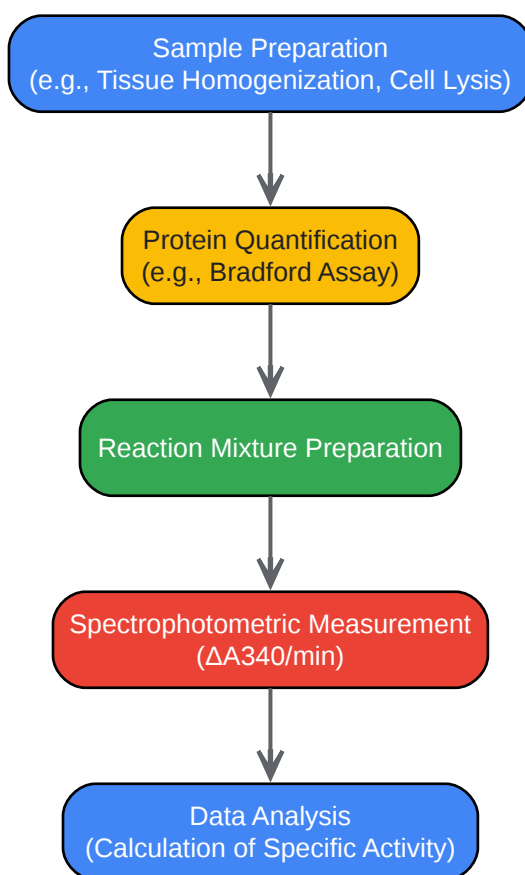 Sample Preparation
(e.g., Tissue Homogenization, Cell Lysis)
Protein Quantification
(e.g., Bradford Assay)
Reaction Mixture Preparation
Spectrophotometric Measurement
(ΔA340/min)
Data Analysis
(Calculation of Specific Activity)